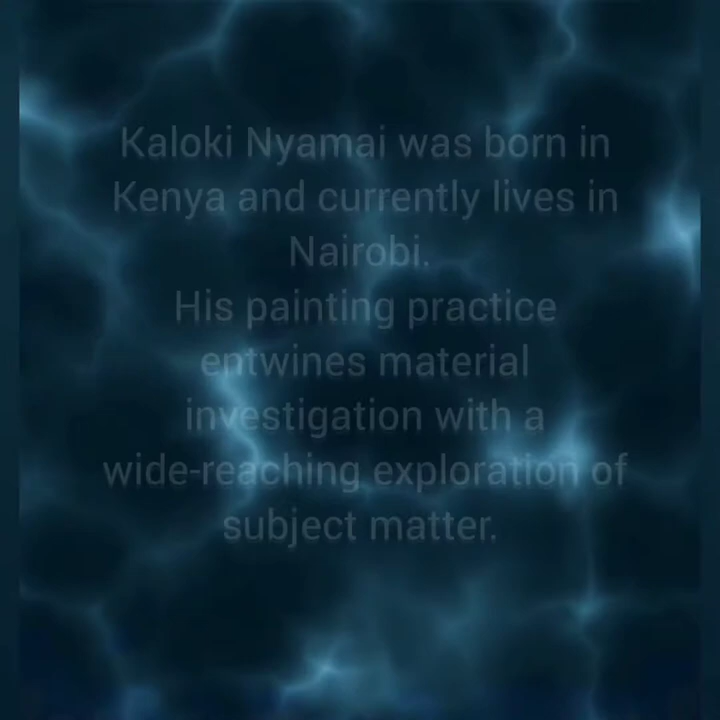 Kaloki Nyamai was born in
Kenya and currently lives in
Nairobi.
His painting practice
entwines material
investigation with a
wide-reaching exploration of
subject matter.